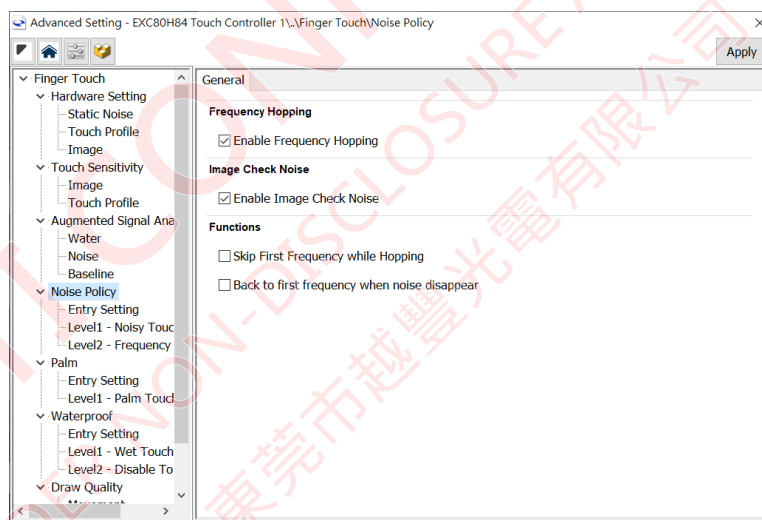 Advanced Setting - EXC80H84 Touch Controller 1\..\Finger Touch\Noise Policy
Apply
Finger Touch
Hardware Setting
Static Noise
Touch Profile
Image
Touch Sensitivity
Image
Touch Profile
Augmented Signal Ana
Water
Noise
Baseline
Noise Policy
Entry Setting
Level1 - Noisy Touc
Level2 - Frequency
Palm
Entry Setting
Level1 - Palm Touch
Waterproof
Entry Setting
Level1 - Wet Touch
Level2 - Disable To
Draw Quality
General
Frequency Hopping
Enable Frequency Hopping
Image Check Noise
Enable Image Check Noise
Functions
Skip First Frequency while Hopping
Back to first frequency when noise disappear
NON-DISCLOSURE
東莞市越豐光電有限公司